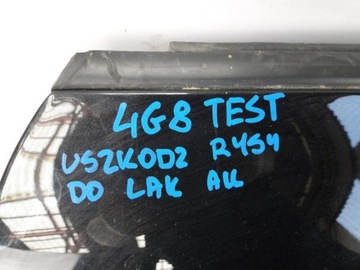 4G8 TEST
USZKODZ RYSY
DO LAK AK